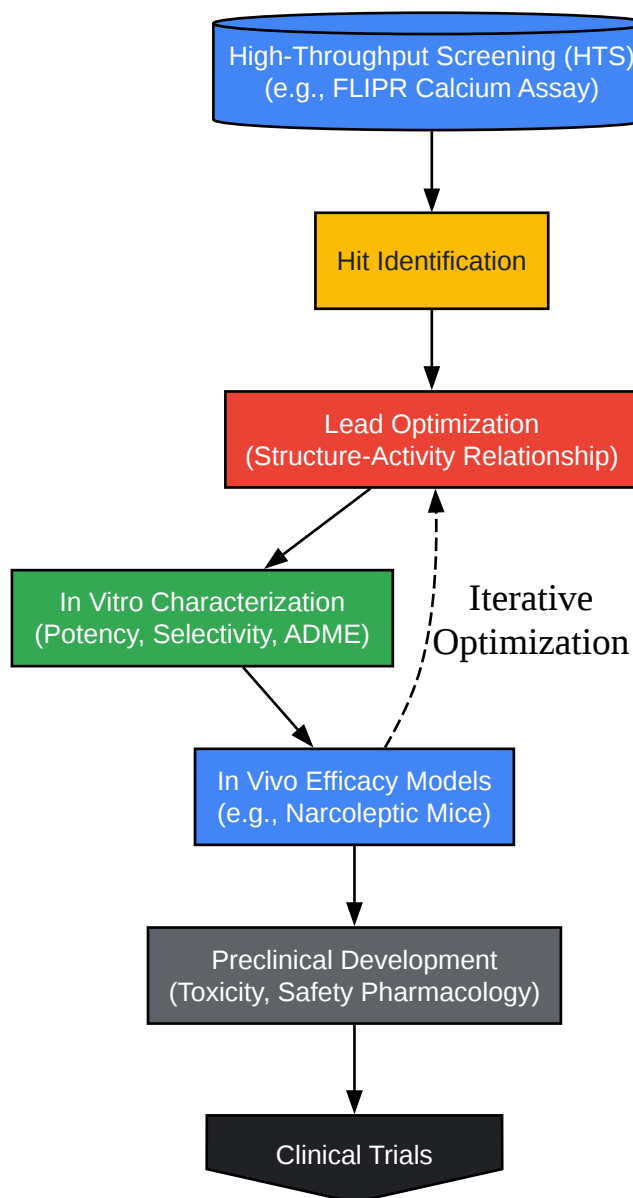 High-Throughput Screening (HTS)
(e.g., FLIPR Calcium Assay)
Hit Identification
Lead Optimization
(Structure-Activity Relationship)
In Vitro Characterization
(Potency, Selectivity, ADME)
Iterative
Optimization
In Vivo Efficacy Models
(e.g., Narcoleptic Mice)
Preclinical Development
(Toxicity, Safety Pharmacology)
Clinical Trials